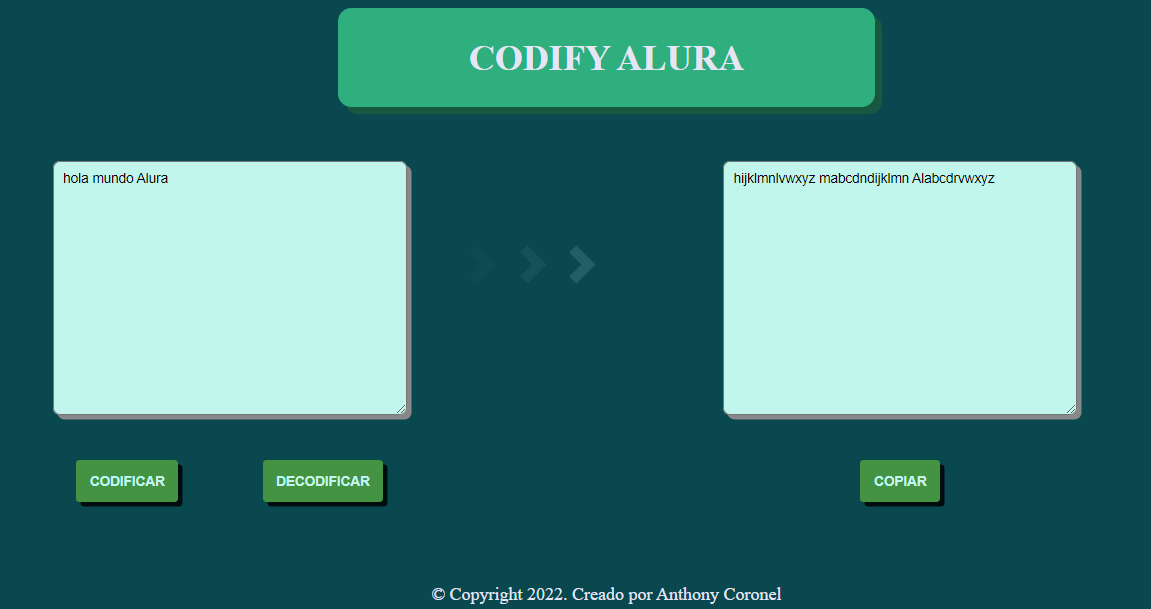 CODIFY ALURA
hola mundo Alura
hijklmnlvwxyz mabcdndijklmn Alabcdrvwxyz
CODIFICAR
DECODIFICAR
COPIAR
© Copyright 2022. Creado por Anthony Coronel